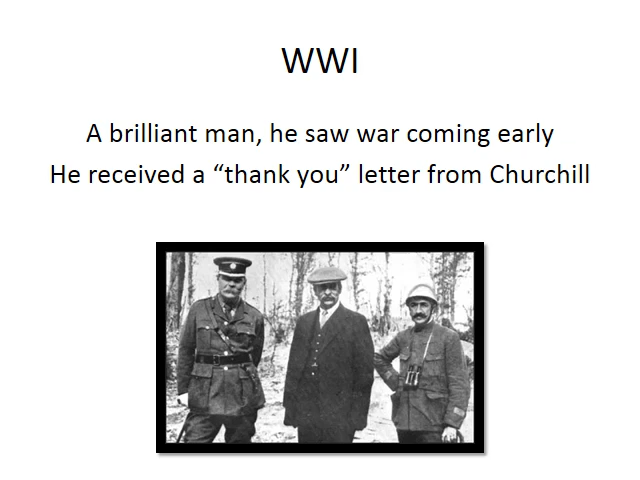 WWI
A brilliant man, he saw war coming early
He received a “thank you” letter from Churchill